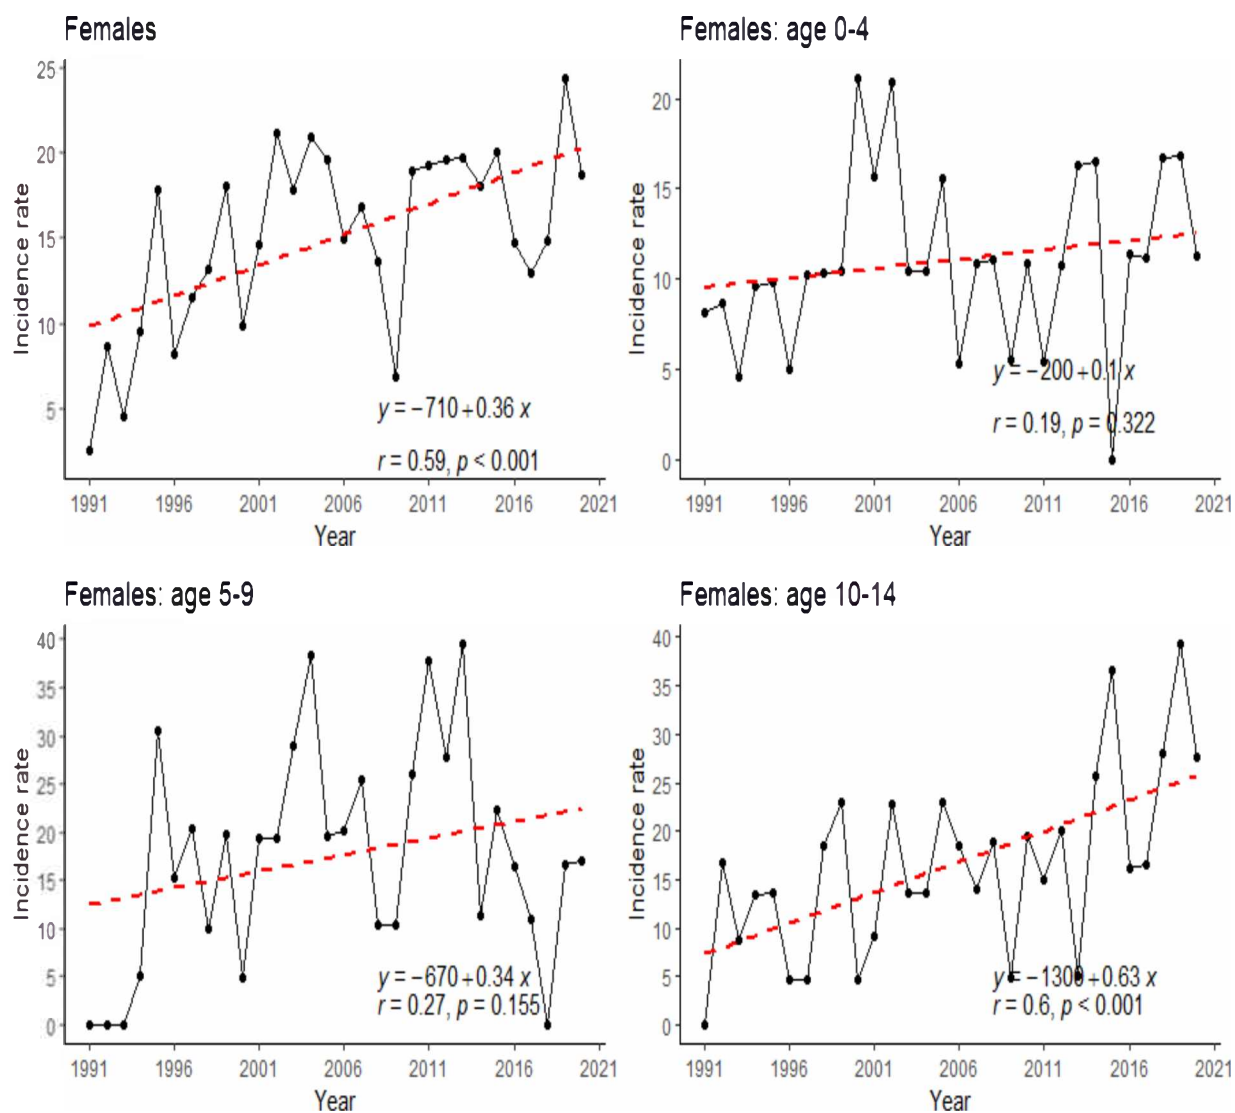 Females
25
20
15
10
5
Incidence rate
y = −710 + 0.36 x
r = 0.59, p < 0.001
1991 1996 2001 2006 2011 2016 2021
Year
Females: age 0-4
20
15
10
5
0
Incidence rate
y = −200 + 0.1 x
r = 0.19, p = 0.322
1991 1996 2001 2006 2011 2016 2021
Year
Females: age 5-9
40
35
30
25
20
15
10
5
0
Incidence rate
y = −670 + 0.34 x
r = 0.27, p = 0.155
1991 1996 2001 2006 2011 2016 2021
Year
Females: age 10-14
40
35
30
25
20
15
10
5
0
Incidence rate
y = −1300 + 0.63 x
r = 0.6, p < 0.001
1991 1996 2001 2006 2011 2016 2021
Year